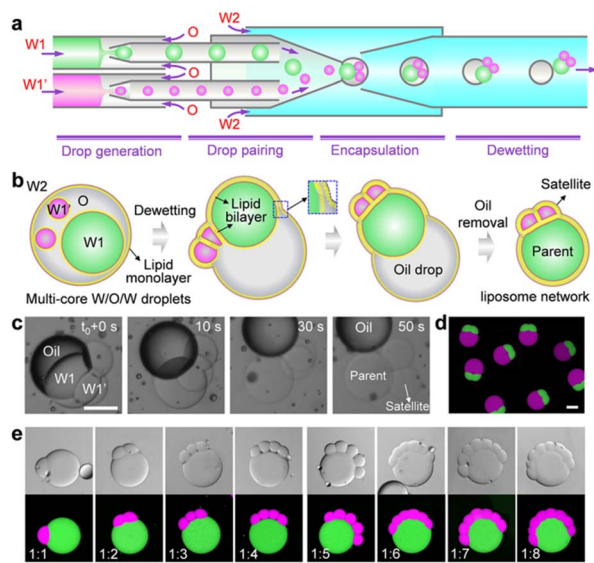 a
W2
O
W1
O
W1'
O
W2
Drop generation
Drop pairing
Encapsulation
Dewetting
b
W2
O
W1'
W1
Lipid
monolayer
Multi-core W/O/W droplets
Dewetting
Lipid
bilayer
Oil drop
Oil
removal
Satellite
Parent
liposome network
c
t0+0 s
Oil
W1
W1'
10 s
30 s
Oil
50 s
Parent
Satellite
d
e
1:1
1:2
1:3
1:4
1:5
1:6
1:7
1:8